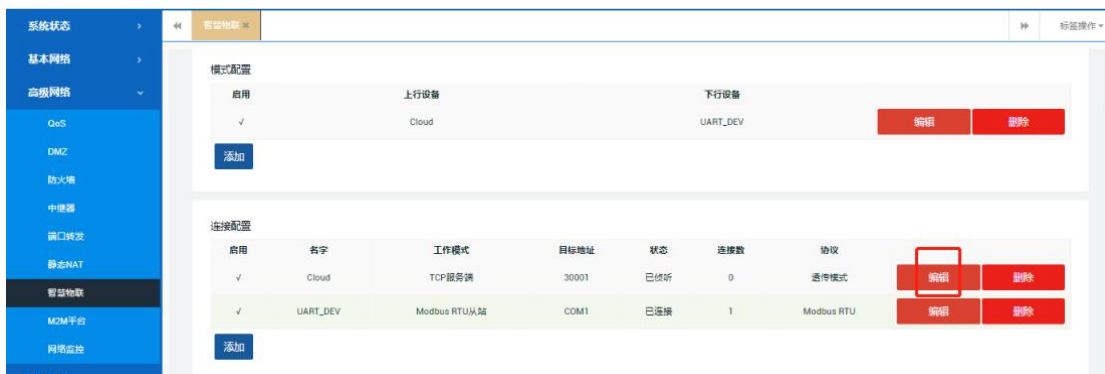 系统状态
基本网络
高级网络
QoS
DMZ
防火墙
中继器
端口转发
静态NAT
智慧物联
M2M平台
网络监控
智慧物联
标签操作
模式配置
启用 上行设备 下行设备
√ Cloud UART_DEV 编辑 删除
添加
连接配置
启用 名字 工作模式 目标地址 状态 连接数 协议
√ Cloud TCP服务端 30001 已侦听 0 透传模式 编辑 删除
√ UART_DEV Modbus RTU从站 COM1 已连接 1 Modbus RTU 编辑 删除
添加